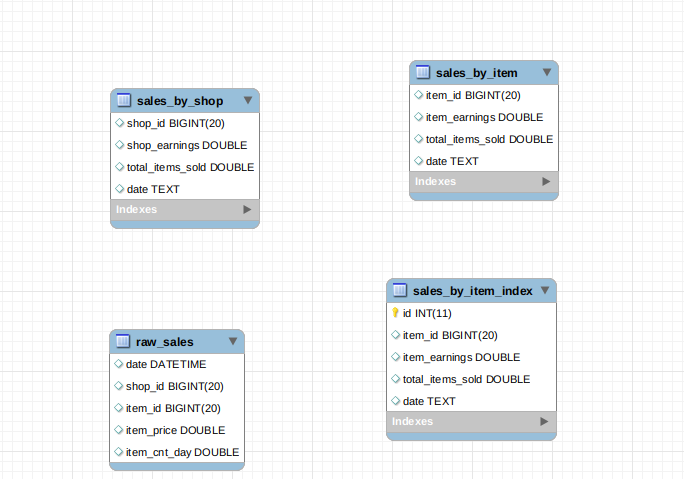 sales_by_shop
shop_id BIGINT(20)
shop_earnings DOUBLE
total_items_sold DOUBLE
date TEXT
Indexes
sales_by_item
item_id BIGINT(20)
item_earnings DOUBLE
total_items_sold DOUBLE
date TEXT
Indexes
raw_sales
date DATETIME
shop_id BIGINT(20)
item_id BIGINT(20)
item_price DOUBLE
item_cnt_day DOUBLE
sales_by_item_index
id INT(11)
item_id BIGINT(20)
item_earnings DOUBLE
total_items_sold DOUBLE
date TEXT
Indexes